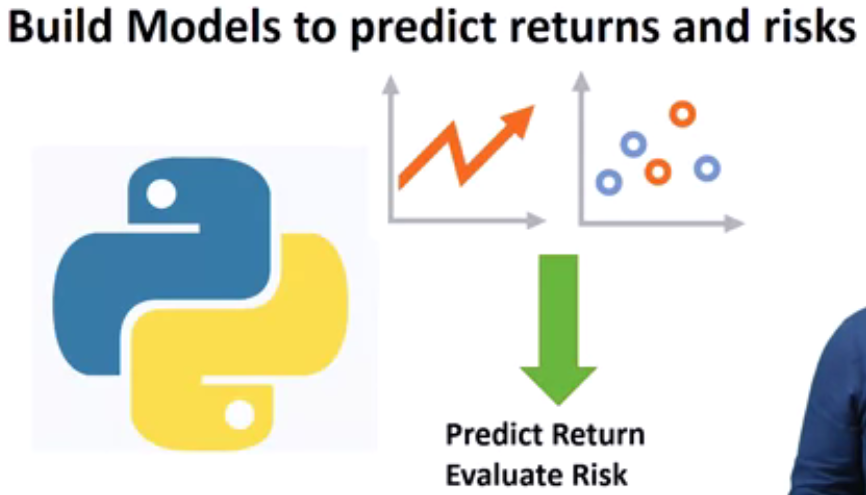 Build Models to predict returns and risks
Predict Return
Evaluate Risk